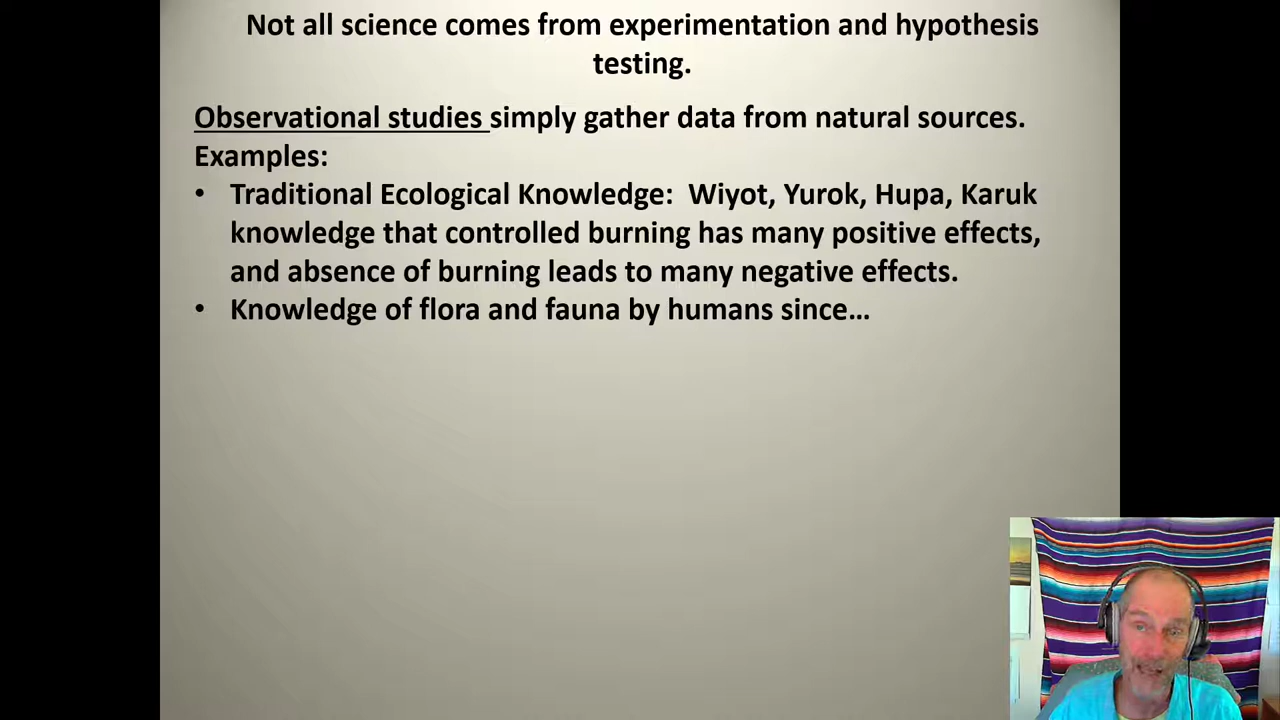 Not all science comes from experimentation and hypothesis
testing.
Observational studies simply gather data from natural sources.
Examples:
• Traditional Ecological Knowledge:  Wiyot, Yurok, Hupa, Karuk
knowledge that controlled burning has many positive effects,
and absence of burning leads to many negative effects.
• Knowledge of flora and fauna by humans since…